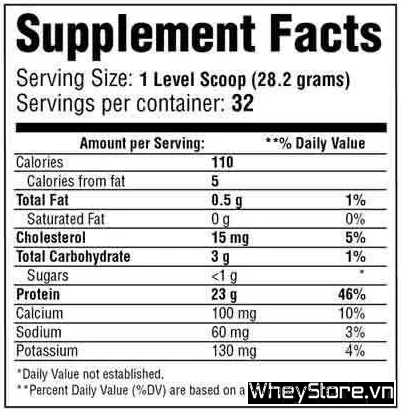 Supplement Facts
Serving Size: 1 Level Scoop (28.2 grams)
Servings per container: 32
Amount per Serving: **% Daily Value
Calories 110
Calories from fat 5
Total Fat 0.5 g 1%
Saturated Fat 0 g 0%
Cholesterol 15 mg 5%
Total Carbohydrate 3 g 1%
Sugars <1 g *
Protein 23 g 46%
Calcium 100 mg 10%
Sodium 60 mg 3%
Potassium 130 mg 4%
*Daily Value not established.
**Percent Daily Value (%DV) are based on a
WheyStore.vn